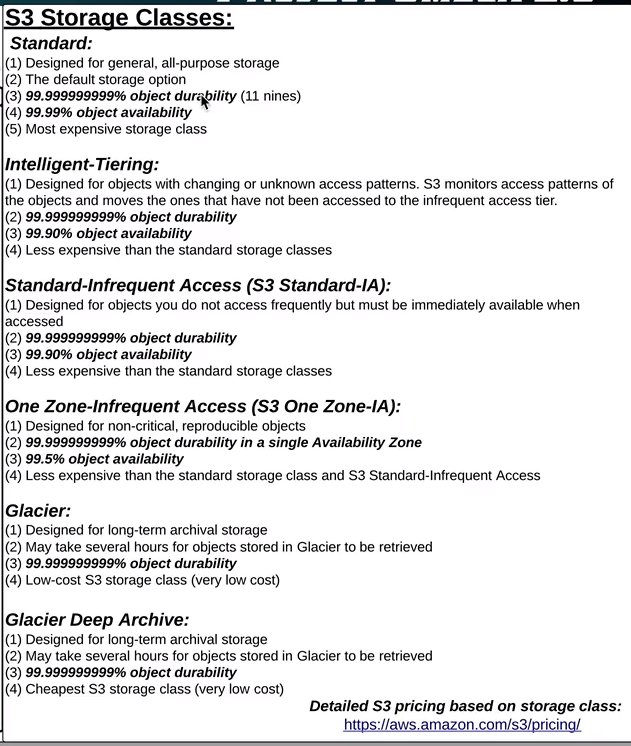 S3 Storage Classes:
Standard:
(1) Designed for general, all-purpose storage
(2) The default storage option
(3) 99.999999999% object durability (11 nines)
(4) 99.99% object availability
(5) Most expensive storage class
Intelligent-Tiering:
(1) Designed for objects with changing or unknown access patterns. S3 monitors access patterns of
the objects and moves the ones that have not been accessed to the infrequent access tier.
(2) 99.999999999% object durability
(3) 99.90% object availability
(4) Less expensive than the standard storage classes
Standard-Infrequent Access (S3 Standard-IA):
(1) Designed for objects you do not access frequently but must be immediately available when
accessed
(2) 99.999999999% object durability
(3) 99.90% object availability
(4) Less expensive than the standard storage classes
One Zone-Infrequent Access (S3 One Zone-IA):
(1) Designed for non-critical, reproducible objects
(2) 99.999999999% object durability in a single Availability Zone
(3) 99.5% object availability
(4) Less expensive than the standard storage class and S3 Standard-Infrequent Access
Glacier:
(1) Designed for long-term archival storage
(2) May take several hours for objects stored in Glacier to be retrieved
(3) 99.999999999% object durability
(4) Low-cost S3 storage class (very low cost)
Glacier Deep Archive:
(1) Designed for long-term archival storage
(2) May take several hours for objects stored in Glacier to be retrieved
(3) 99.999999999% object durability
(4) Cheapest S3 storage class (very low cost)
Detailed S3 pricing based on storage class:
https://aws.amazon.com/s3/pricing/